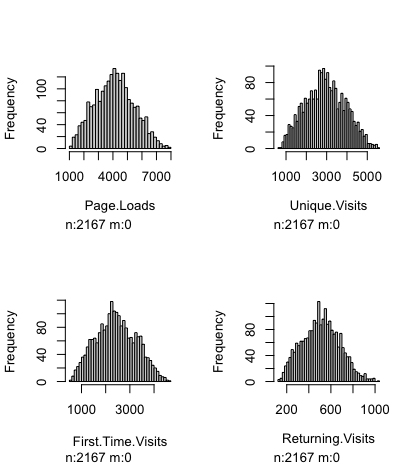 Frequency
0 40 100
1000 4000 7000
Page.Loads
n:2167 m:0
Frequency
0 40 80
1000 3000 5000
Unique.Visits
n:2167 m:0
Frequency
0 40 80
1000 3000
First.Time.Visits
n:2167 m:0
Frequency
0 40 80
200 600 1000
Returning.Visits
n:2167 m:0